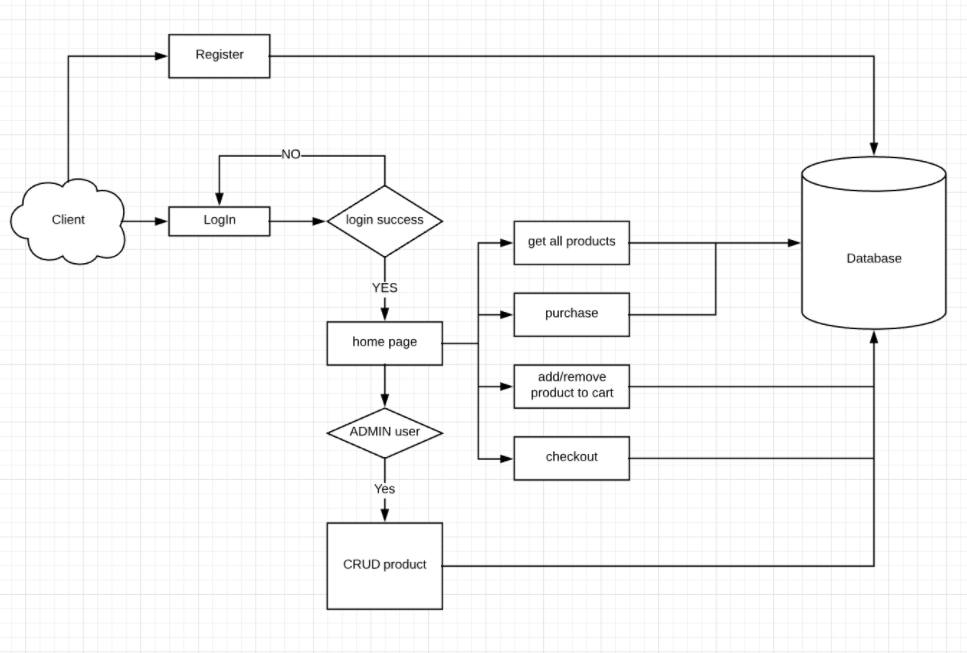 Register
NO
Client
LogIn
login success
get all products
Database
YES
purchase
home page
add/remove
product to cart
ADMIN user
checkout
Yes
CRUD product